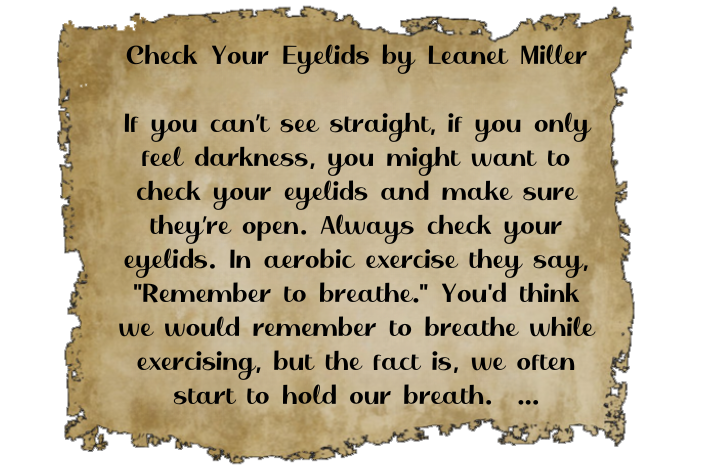 Check Your Eyelids by Leanet Miller
If you can't see straight, if you only
feel darkness, you might want to
check your eyelids and make sure
they're open. Always check your
eyelids. In aerobic exercise they say,
"Remember to breathe." You'd think
we would remember to breathe while
exercising, but the fact is, we often
start to hold our breath. ...